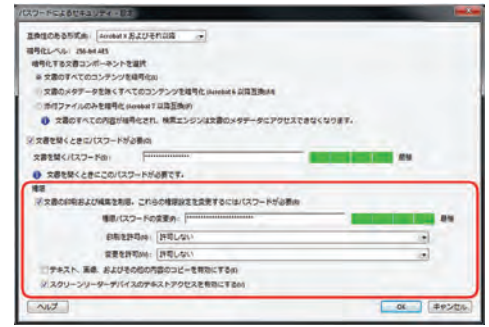 パスワードによるセキュリティ - 設定
互換性のある形式(B): Acrobat X およびそれ以降
暗号化レベル: 256-bit AES
暗号化する文書コンポーネントを選択
文書のすべてのコンテンツを暗号化(A)
文書のメタデータを除くすべてのコンテンツを暗号化 (Acrobat 6 以降互換)(M)
添付ファイルのみを暗号化 (Acrobat 7 以降互換)(F)
文書のすべての内容が暗号化され、検索エンジンは文書のメタデータにアクセスできなくなります。
文書を開くときにパスワードが必要(O)
文書を開くパスワード(S): ***************** 最強
文書を開くときにこのパスワードが必要です。
権限
文書の印刷および編集を制限。これらの権限設定を変更するにはパスワードが必要(R)
権限パスワードの変更(P): ******************** 最強
印刷を許可(N): 許可しない
変更を許可(W): 許可しない
テキスト、画像、およびその他の内容のコピーを有効にする(E)
スクリーンリーダーデバイスのテキストアクセスを有効にする(V)
ヘルプ OK キャンセル